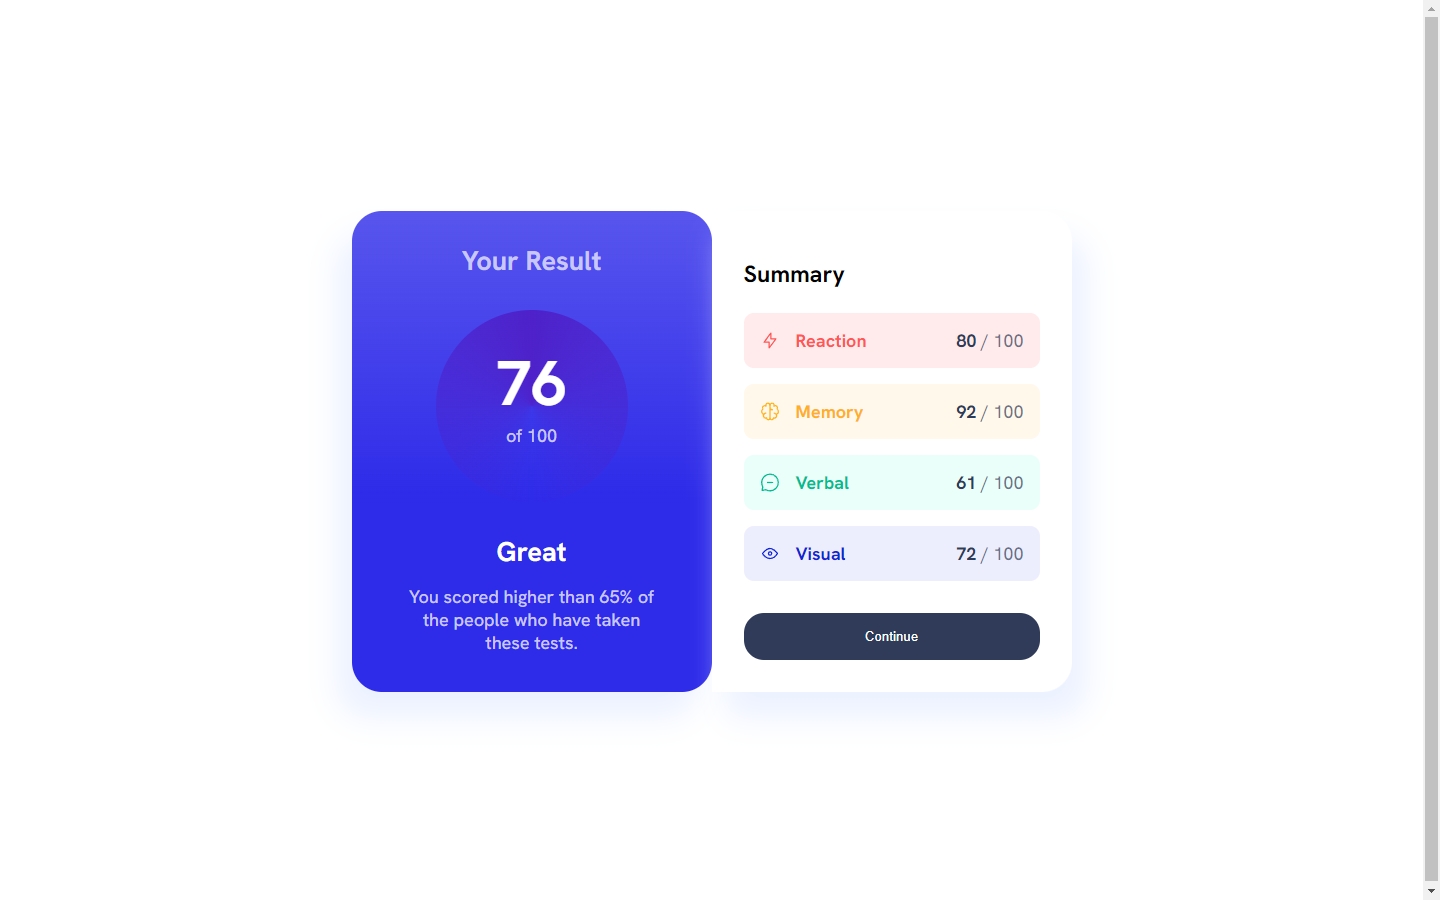 Your Result
76
of 100
Great
You scored higher than 65% of
the people who have taken
these tests.
Summary
Reaction 80 / 100
Memory 92 / 100
Verbal 61 / 100
Visual 72 / 100
Continue